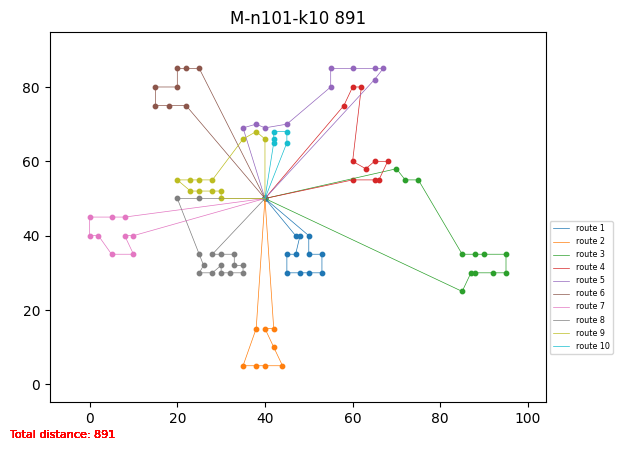 M-n101-k10 891
80
60
40
20
0
0 20 40 60 80 100
route 1
route 2
route 3
route 4
route 5
route 6
route 7
route 8
route 9
route 10
Total distance: 891